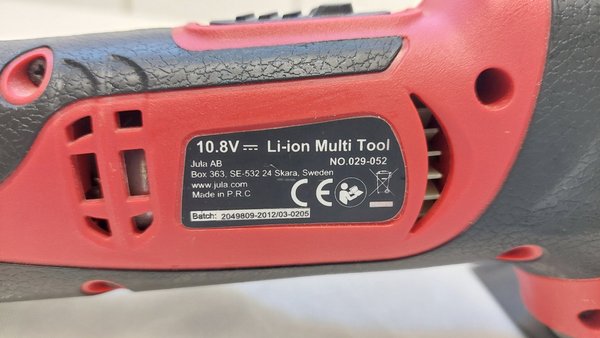 10.8V ⎓ Li-ion Multi Tool
Jula AB NO.029-052
Box 363, SE-532 24 Skara, Sweden
www.jula.com
Made in P.R.C
CE
Batch: 2049809-2012/03-0205